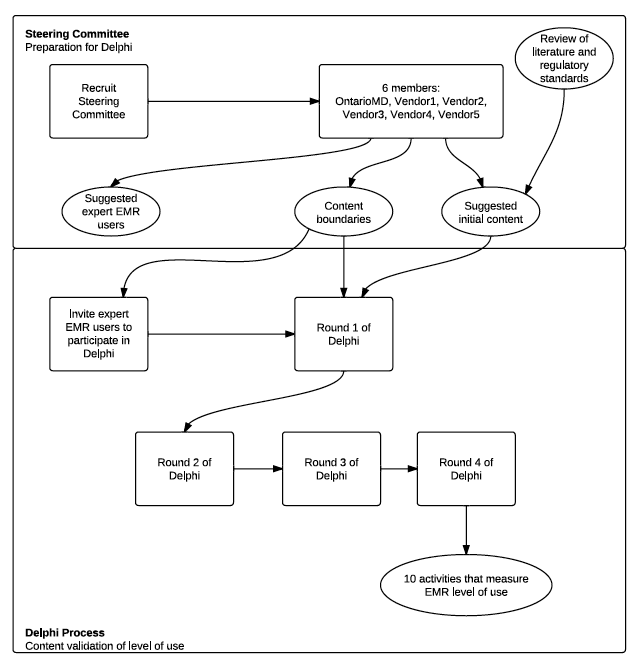 Steering Committee
Preparation for Delphi
Review of
literature and
regulatory
standards
Recruit
Steering
Committee
6 members:
OntarioMD, Vendor1, Vendor2,
Vendor3, Vendor4, Vendor5
Suggested
expert EMR
users
Content
boundaries
Suggested
initial content
Invite expert
EMR users to
participate in
Delphi
Round 1 of
Delphi
Round 2 of
Delphi
Round 3 of
Delphi
Round 4 of
Delphi
10 activities that measure
EMR level of use
Delphi Process
Content validation of level of use